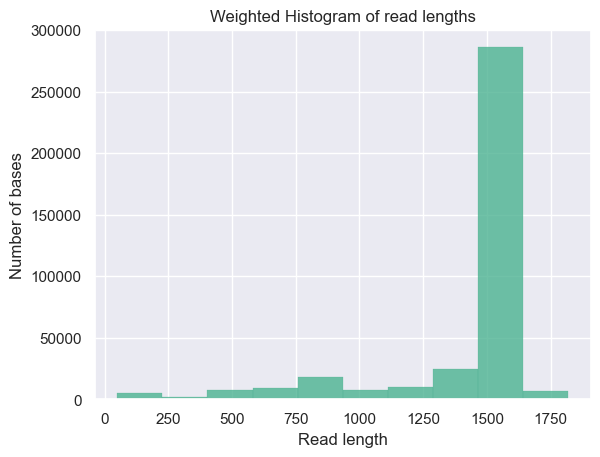 Weighted Histogram of read lengths
300000
250000
200000
150000
100000
50000
0
Number of bases
0 250 500 750 1000 1250 1500 1750
Read length